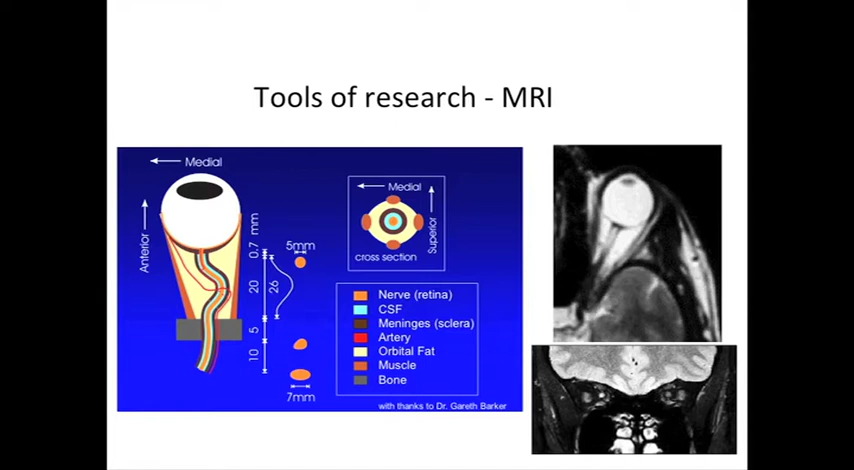 Tools of research - MRI
Medial
Anterior
0.7 mm
20
26
5
10
5mm
7mm
Medial
Superior
cross section
Nerve (retina)
CSF
Meninges (sclera)
Artery
Orbital Fat
Muscle
Bone
with thanks to Dr. Gareth Barker